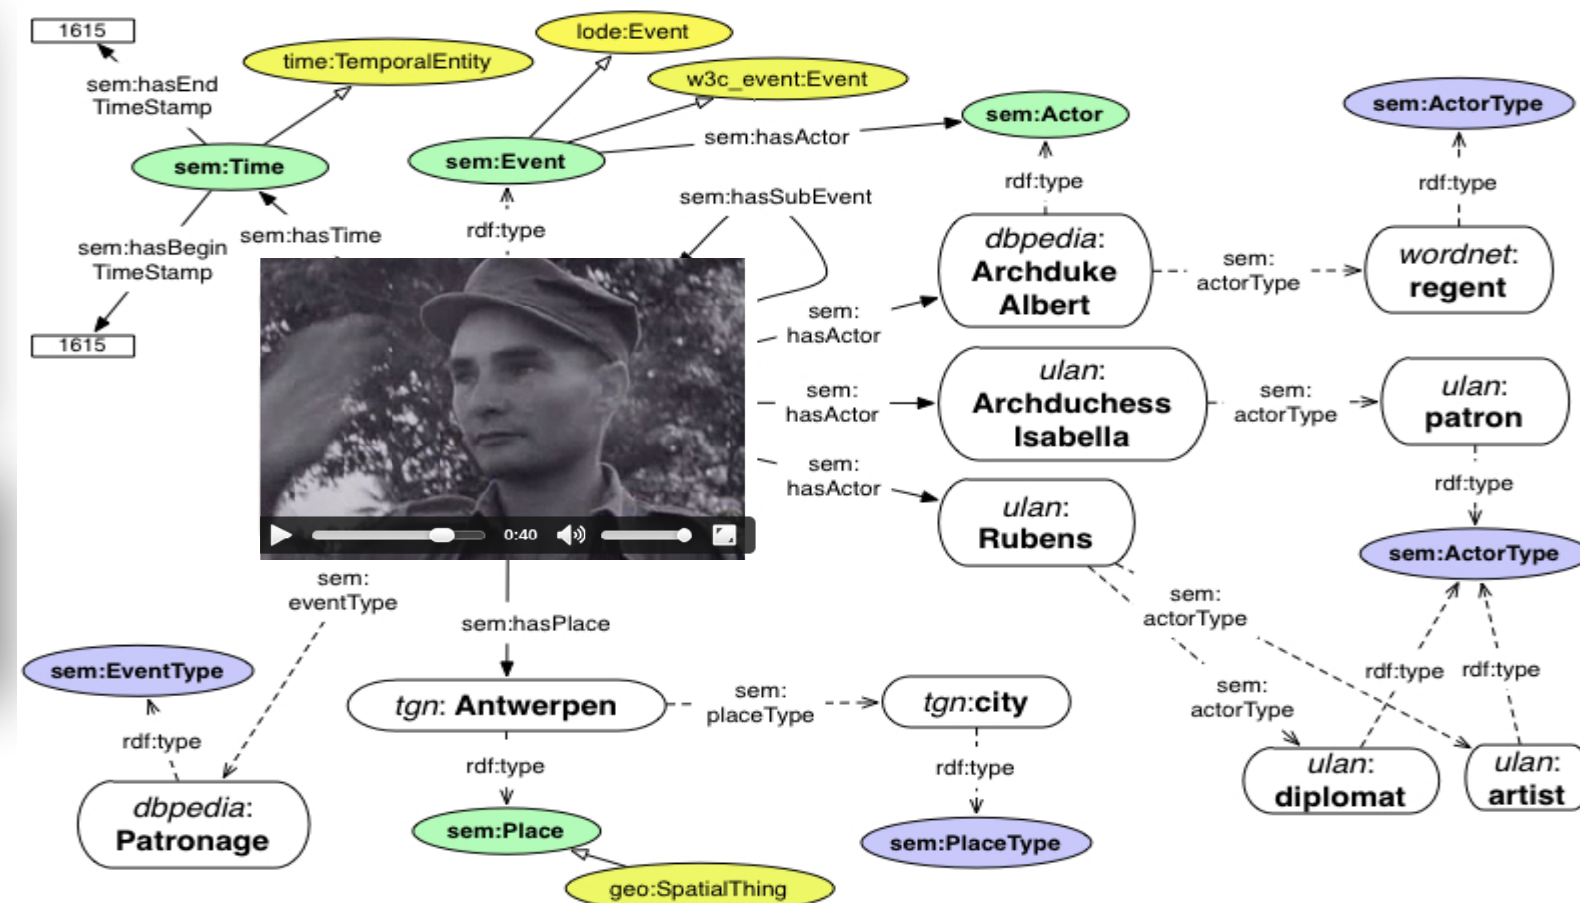 1615
sem:hasEnd
TimeStamp
time:TemporalEntity
lode:Event
w3c_event:Event
sem:hasActor
sem:Actor
sem:ActorType
sem:Time
sem:Event
rdf:type
rdf:type
sem:hasSubEvent
sem:hasBegin
TimeStamp
sem:hasTime
rdf:type
dbpedia:
Archduke
Albert
sem:
actorType
wordnet:
regent
1615
sem:
hasActor
sem:
hasActor
ulan:
Archduchess
Isabella
sem:
actorType
ulan:
patron
sem:
hasActor
ulan:
Rubens
rdf:type
0:40
sem:ActorType
sem:
eventType
sem:hasPlace
sem:
actorType
sem:EventType
tgn: Antwerpen
sem:
placeType
tgn:city
sem:
actorType
rdf:type
rdf:type
rdf:type
rdf:type
rdf:type
dbpedia:
Patronage
sem:Place
sem:PlaceType
ulan:
diplomat
ulan:
artist
geo:SpatialThing